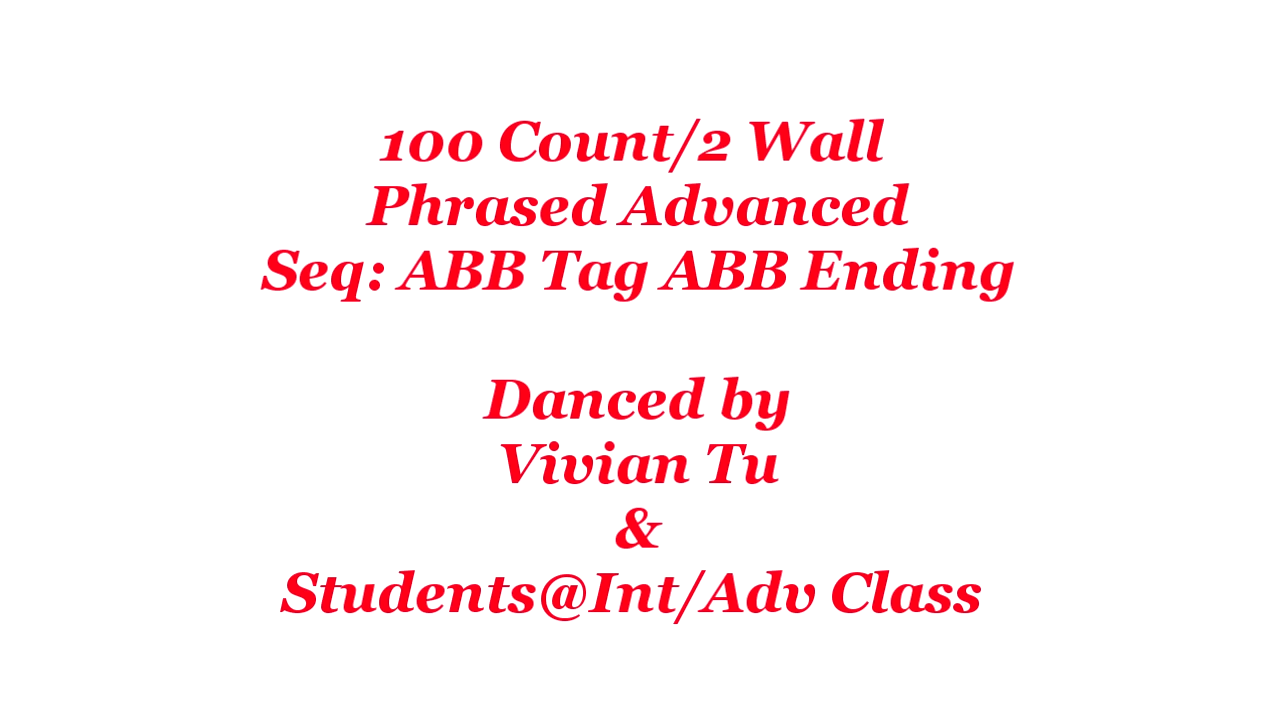 100 Count/2 Wall
Phrased Advanced
Seq: ABB Tag ABB Ending
Danced by
Vivian Tu
&
Students@Int/Adv Class